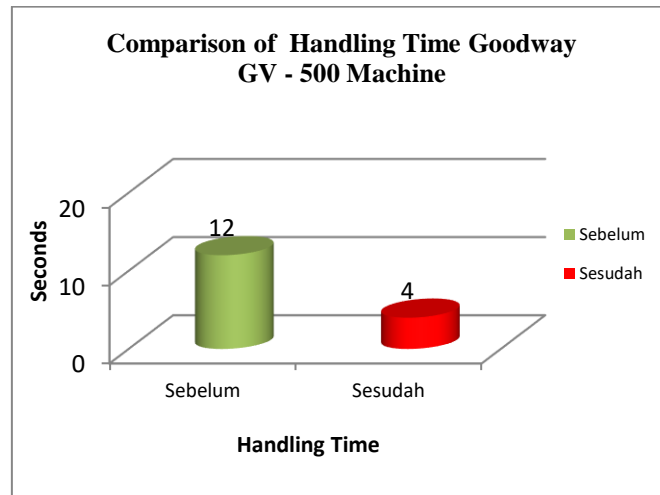 Comparison of Handling Time Goodway
GV - 500 Machine
Seconds
20
10
0
12
4
Sebelum
Sesudah
Handling Time
Sebelum
Sesudah